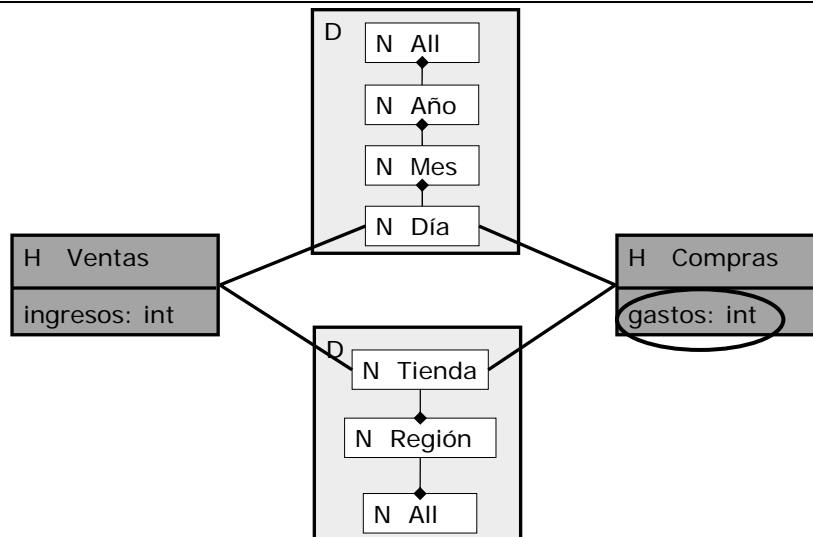 D
N All
N Año
N Mes
N Día
H Ventas
ingresos: int
H Compras
gastos: int
D
N Tienda
N Región
N All